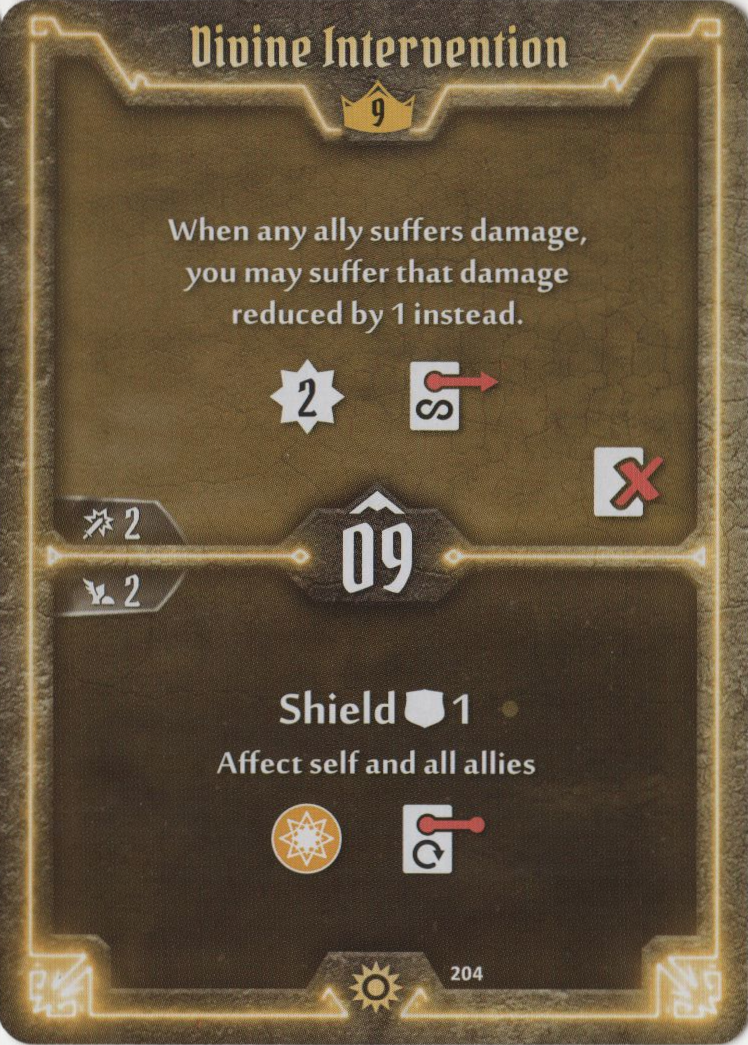 Divine Intervention
9
When any ally suffers damage,
you may suffer that damage
reduced by 1 instead.
2
2
09
2
Shield 1
Affect self and all allies
204